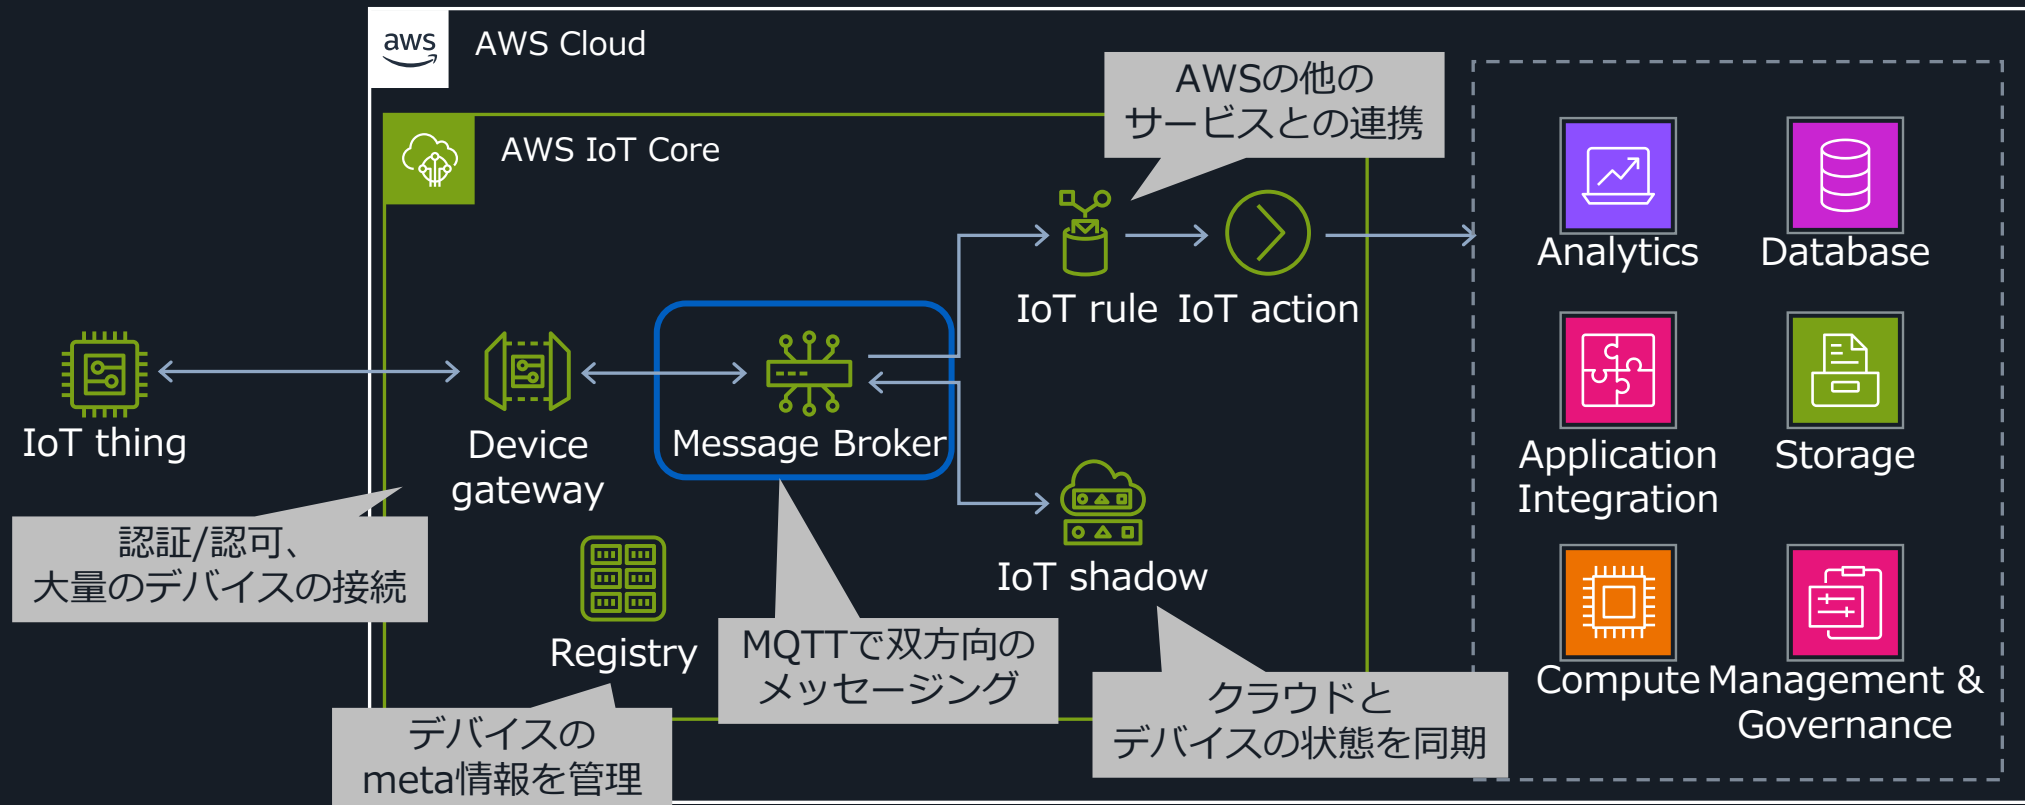 aws
AWS Cloud
AWSの他の
サービスとの連携
AWS IoT Core
Analytics
Database
IoT rule
IoT action
IoT thing
Device
gateway
Message Broker
Application
Integration
Storage
認証/認可、
大量のデバイスの接続
IoT shadow
Registry
MQTTで双方向の
メッセージング
クラウドと
デバイスの状態を同期
Compute
Management &
Governance
デバイスの
meta情報を管理